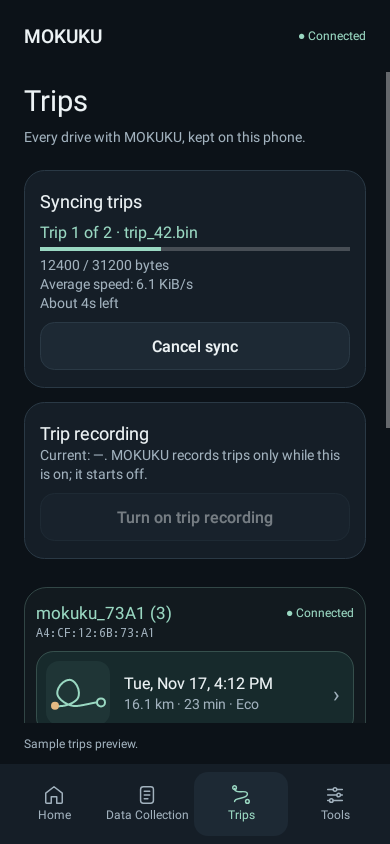 MOKUKU
Connected
Trips
Every drive with MOKUKU, kept on this phone.
Syncing trips
Trip 1 of 2 · trip_42.bin
12400 / 31200 bytes
Average speed: 6.1 KiB/s
About 4s left
Cancel sync
Trip recording
Current: —. MOKUKU records trips only while this
is on; it starts off.
Turn on trip recording
mokuku_73A1 (3)
Connected
A4:CF:12:6B:73:A1
Tue, Nov 17, 4:12 PM
16.1 km · 23 min · Eco
Sample trips preview.
Home
Data Collection
Trips
Tools